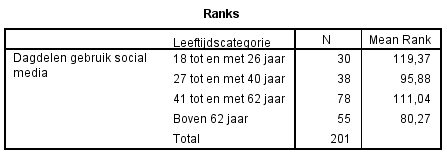 Ranks
Leeftijdscategorie N Mean Rank
Dagdelen gebruik social media 18 tot en met 26 jaar 30 119,37
27 tot en met 40 jaar 38 95,88
41 tot en met 62 jaar 78 111,04
Boven 62 jaar 55 80,27
Total 201